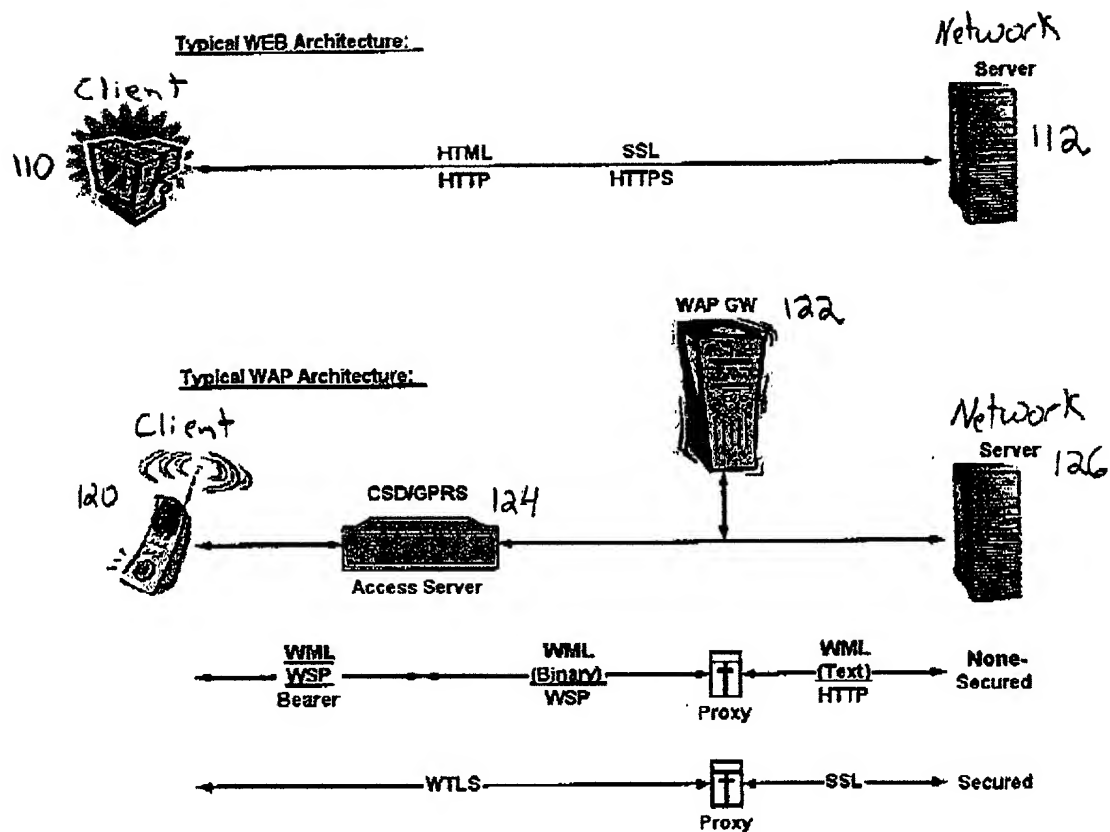 Typical WEB Architecture:
Network
Server
Client
110
112
HTML
HTTP
SSL
HTTPS
WAP GW
122
Typical WAP Architecture:
Client
Network
Server
126
120
CSD/GPRS
124
Access Server
WML
WSP
Bearer
WML
(Binary)
WSP
Proxy
WML
(Text)
HTTP
None-
Secured
WTLS
Proxy
SSL
Secured